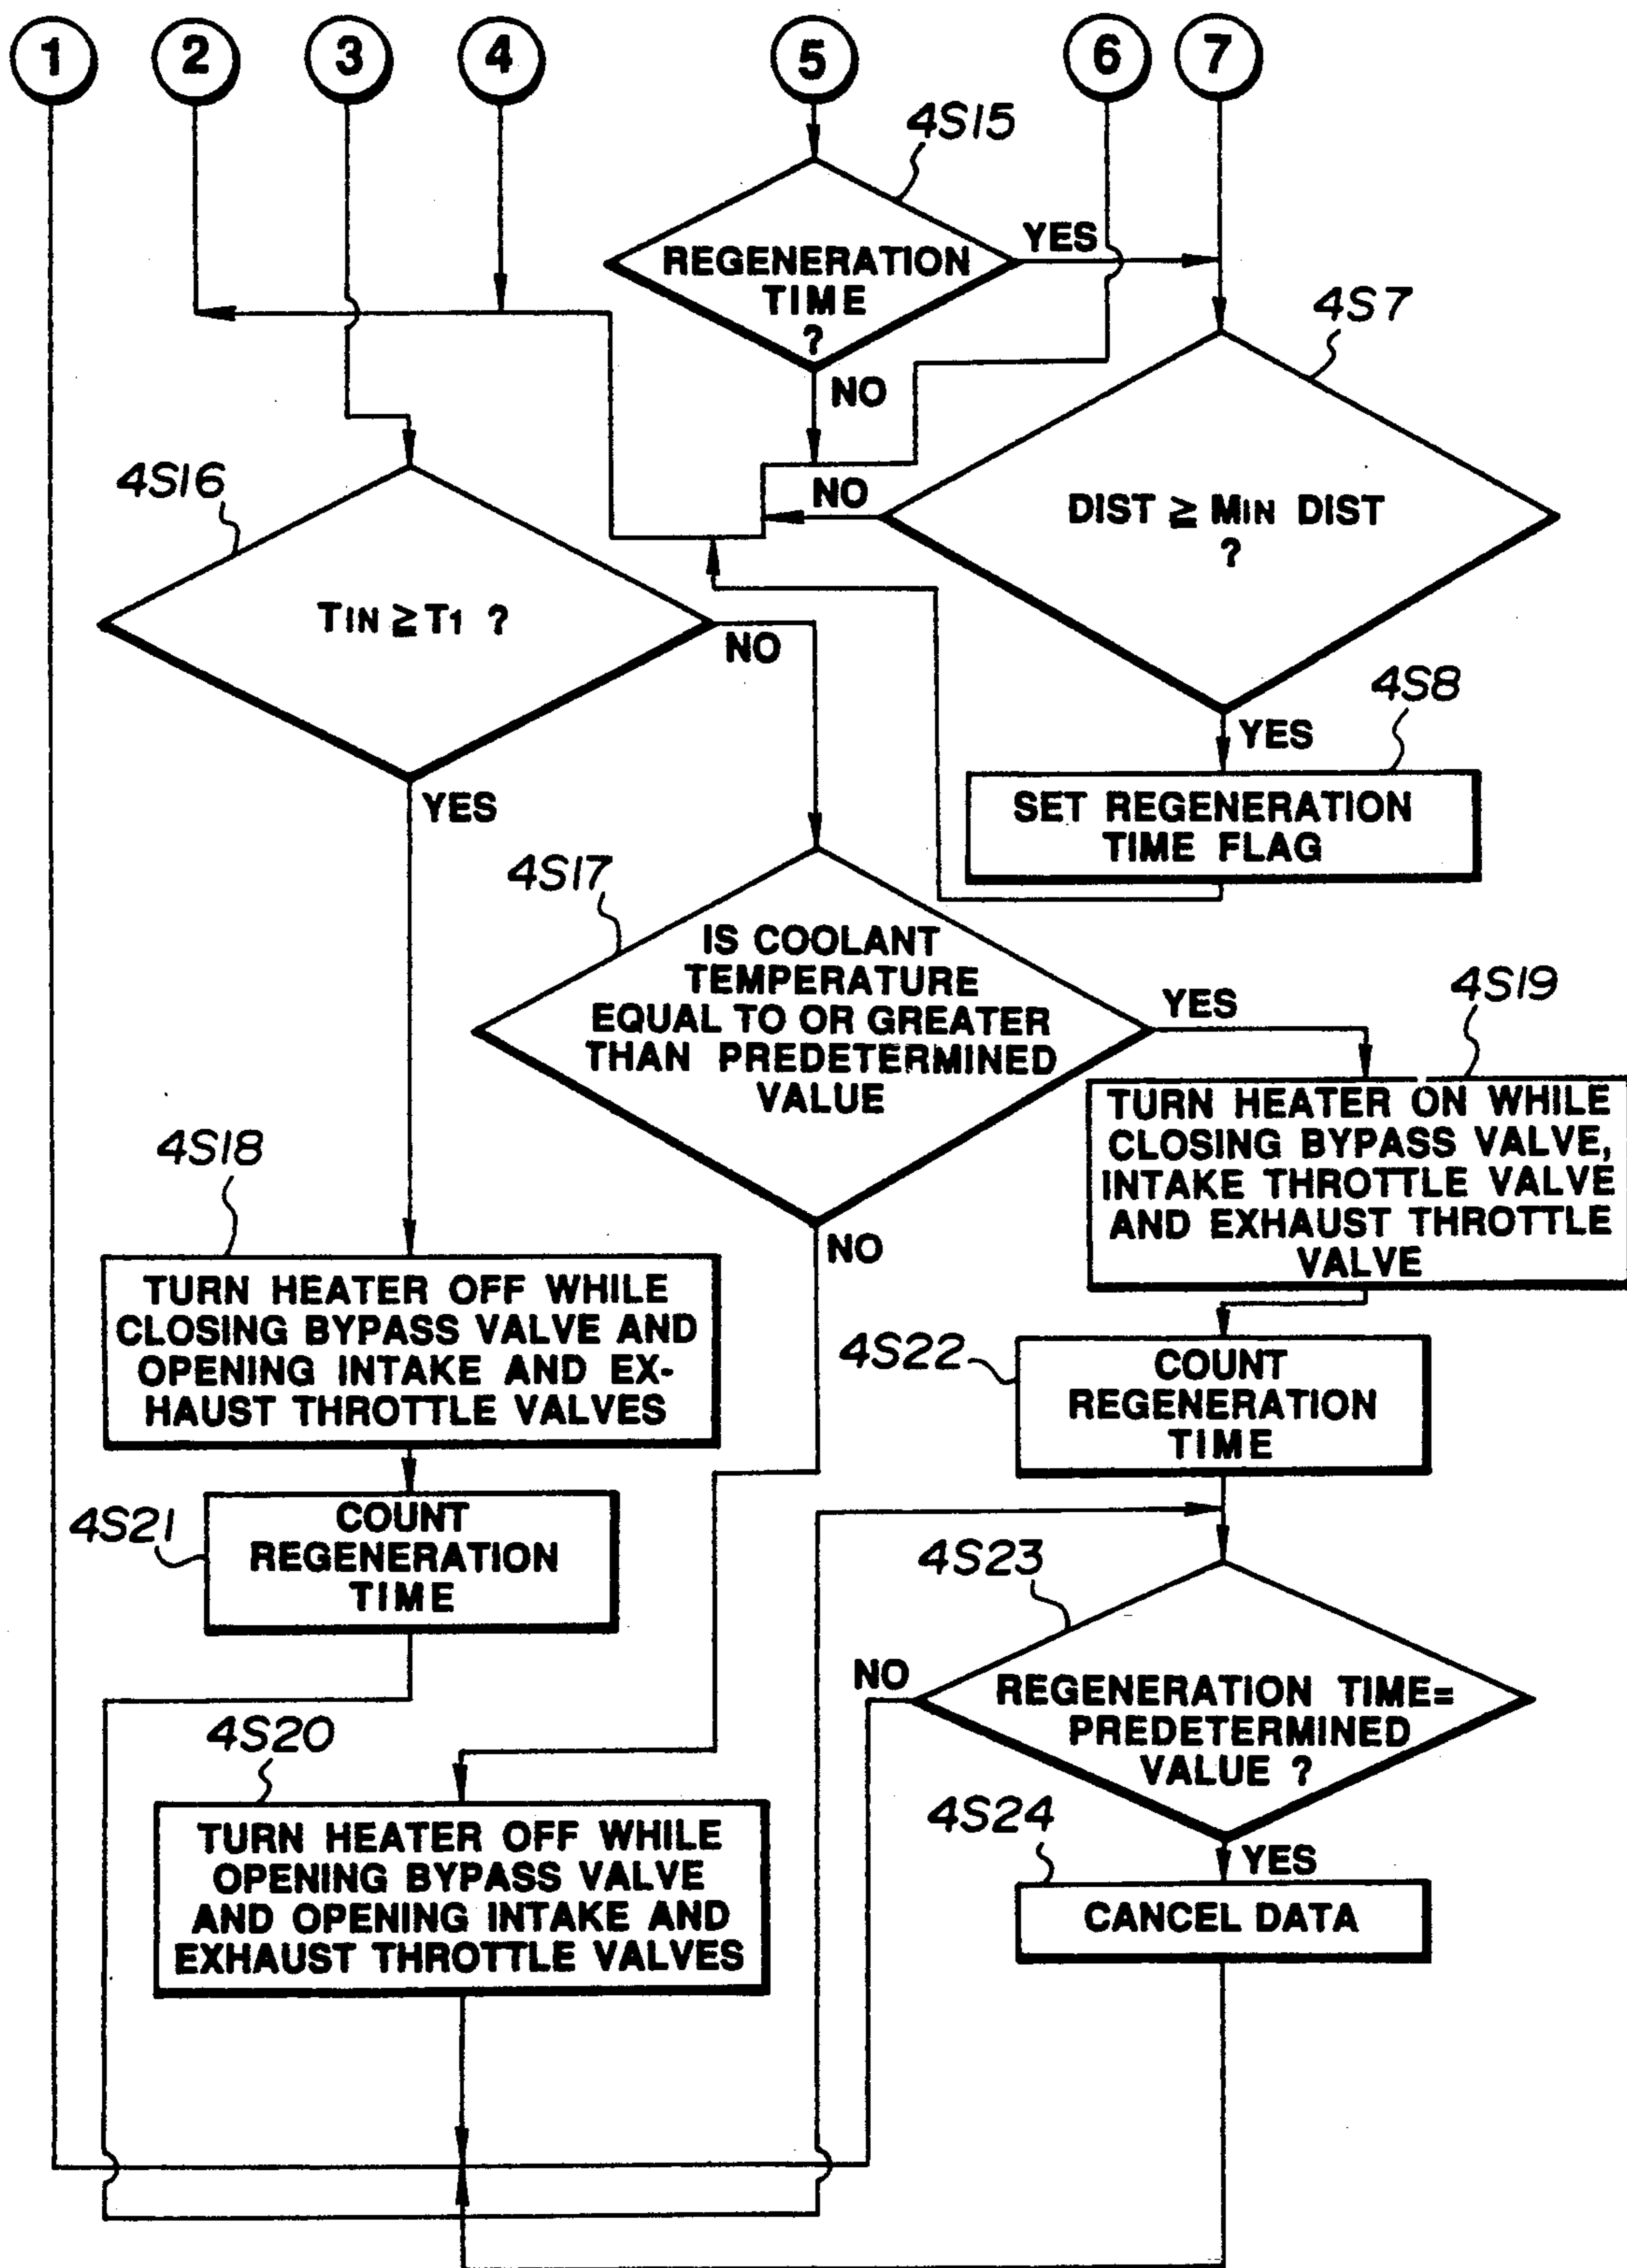 1 2 3 4 5 6 7
4S15
REGENERATION
TIME
?
YES
NO
4S7
DIST ≧ MIN DIST
?
NO
YES
4S8
SET REGENERATION
TIME FLAG
4S16
TIN ≧ T1 ?
NO
YES
4S17
IS COOLANT
TEMPERATURE
EQUAL TO OR GREATER
THAN PREDETERMINED
VALUE
YES
NO
4S19
TURN HEATER ON WHILE
CLOSING BYPASS VALVE,
INTAKE THROTTLE VALVE
AND EXHAUST THROTTLE
VALVE
4S18
TURN HEATER OFF WHILE
CLOSING BYPASS VALVE AND
OPENING INTAKE AND EX-
HAUST THROTTLE VALVES
4S22
COUNT
REGENERATION
TIME
4S21
COUNT
REGENERATION
TIME
4S23
REGENERATION TIME=
PREDETERMINED
VALUE ?
NO
YES
4S20
TURN HEATER OFF WHILE
OPENING BYPASS VALVE
AND OPENING INTAKE AND
EXHAUST THROTTLE VALVES
4S24
CANCEL DATA